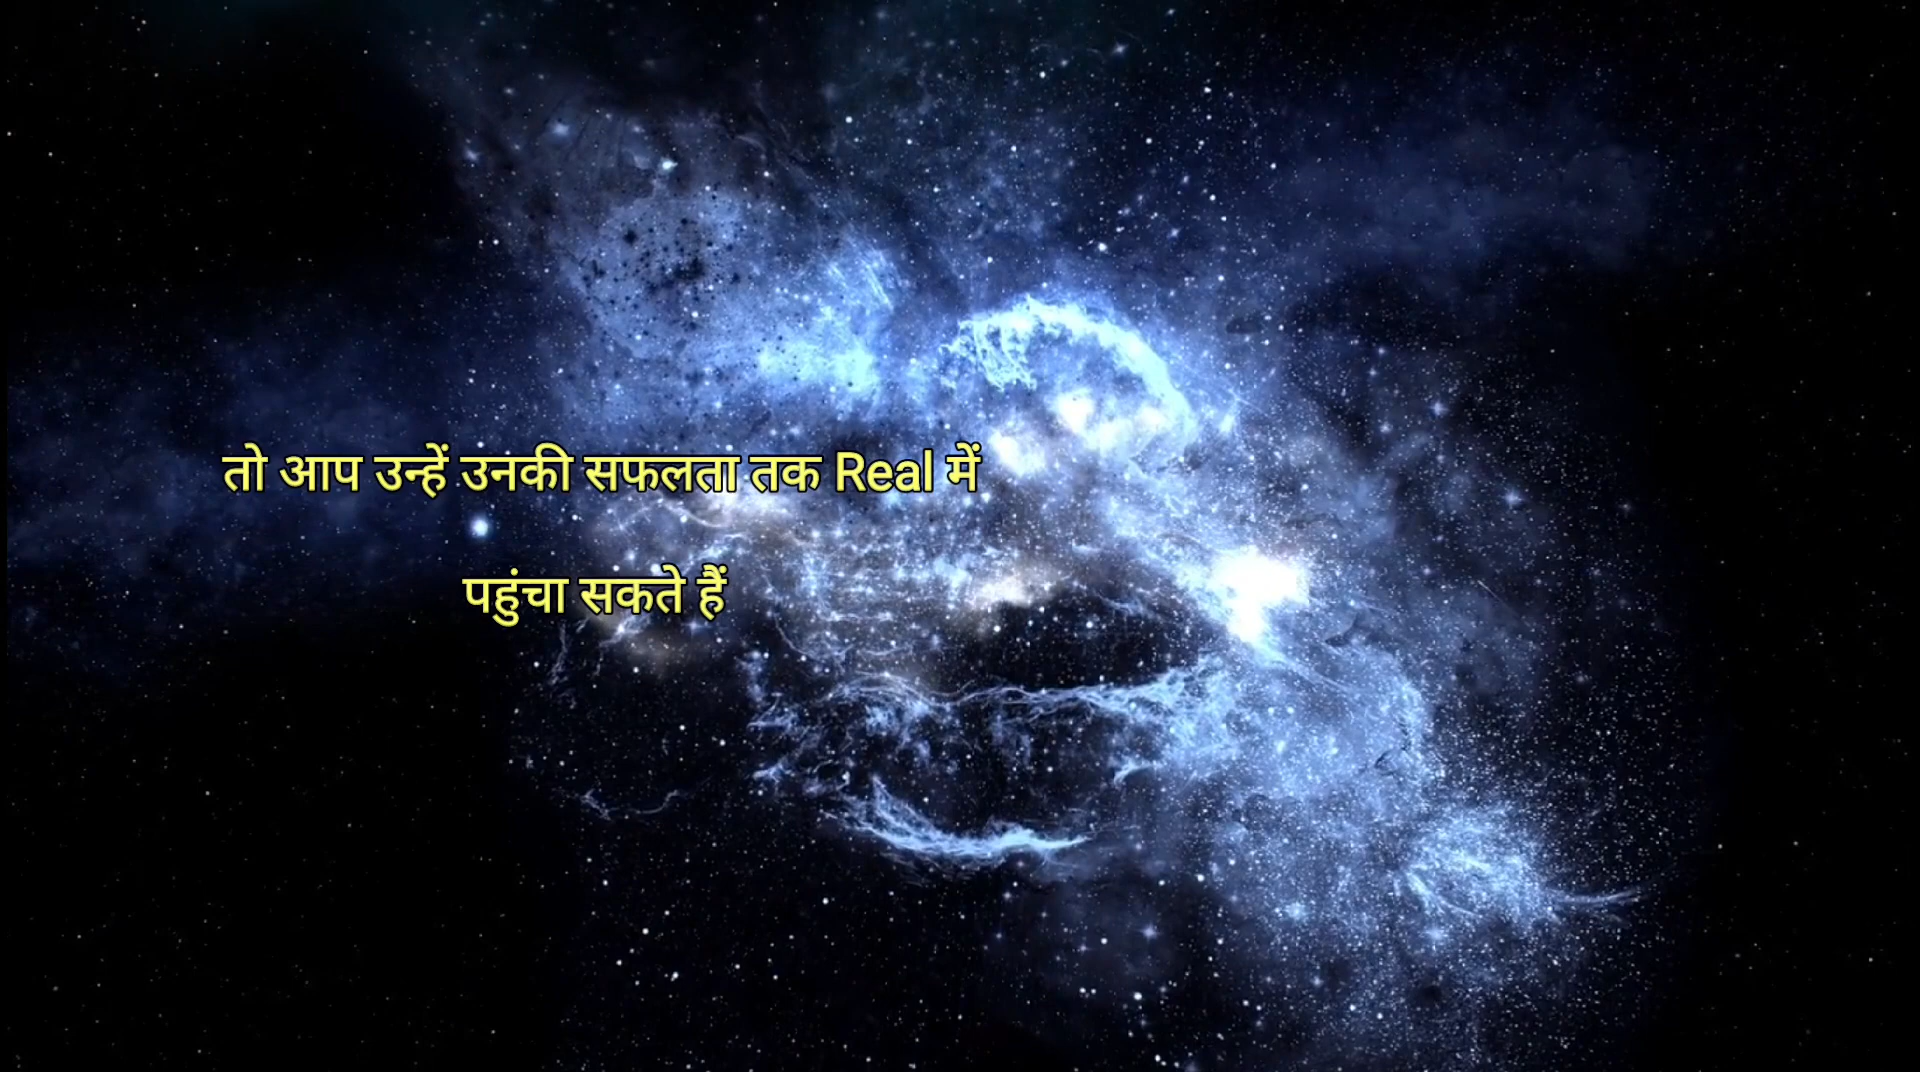 तो आप उन्हें उनकी सफलता तक Real में
पहुंचा सकते हैं